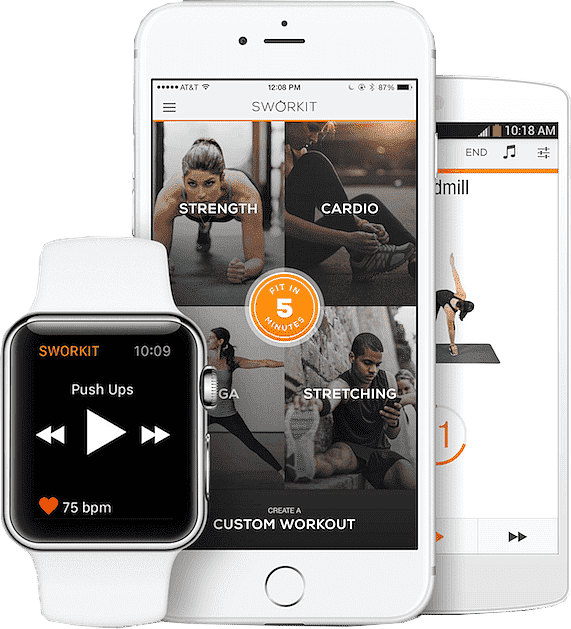 AT&T
12:08 PM
87%
SWORKIT
STRENGTH
CARDIO
FIT IN
5
MINUTES
GA
STRETCHING
CREATE A
CUSTOM WORKOUT
SWORKIT
10:09
Push Ups
75 bpm
10:18 AM
END
dmill
1